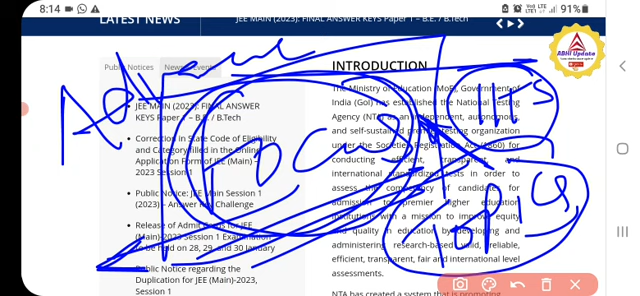 8:14
Voi LTE
LTE1
91%
LATEST NEWS
JEE MAIN (2023): FINAL ANSWER KEYS Paper 1 – B.E. / B.Tech
ABHI Update
Public Notices
News / Events
JEE MAIN (2023): FINAL ANSWER
KEYS Paper 1 – B.E. / B.Tech
Correction in State Code of Eligibility
and Category filled in the Online
Application Form of JEE (Main) –
2023 Session 1
Public Notice: JEE Main Session 1
(2023) – Answer Key Challenge
Release of Admit Cards for JEE
(Main)-2023 Session 1 Examination
to be held on 28, 29, and 30 January
Public Notice regarding the
Duplication for JEE (Main)-2023,
Session 1
INTRODUCTION
The Ministry of Education (MoE), Government of
India (GoI) has established the National Testing
Agency (NTA) as an independent, autonomous,
and self-sustained premier testing organization
under the Societies Registration Act (1860) for
conducting efficient, transparent and
international standardized tests in order to
assess the competency of candidates for
admission to premier higher education
institutions with a mission to improve equity
and quality in education by developing and
administering research-based valid, reliable,
efficient, transparent, fair and international level
assessments.
NTA has created a system that is promoting
Focus
IITS